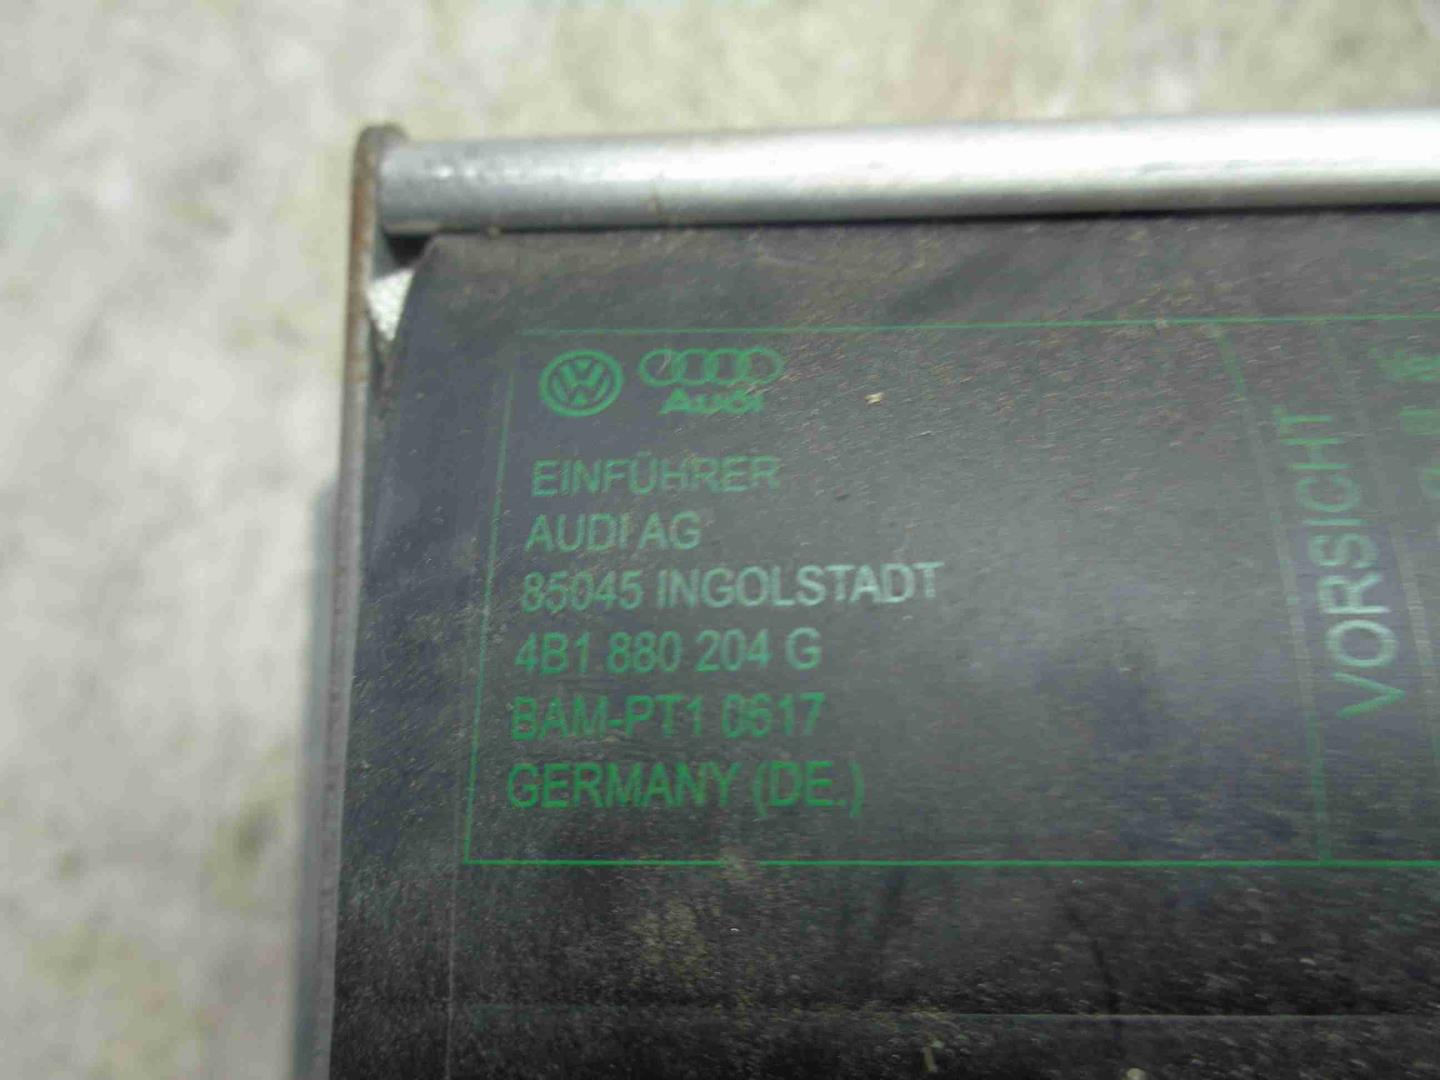 Audi
EINFÜHRER
AUDI AG
85045 INGOLSTADT
4B1 880 204 G
BAM-PT1 0617
GERMANY (DE.)
VORSICHT